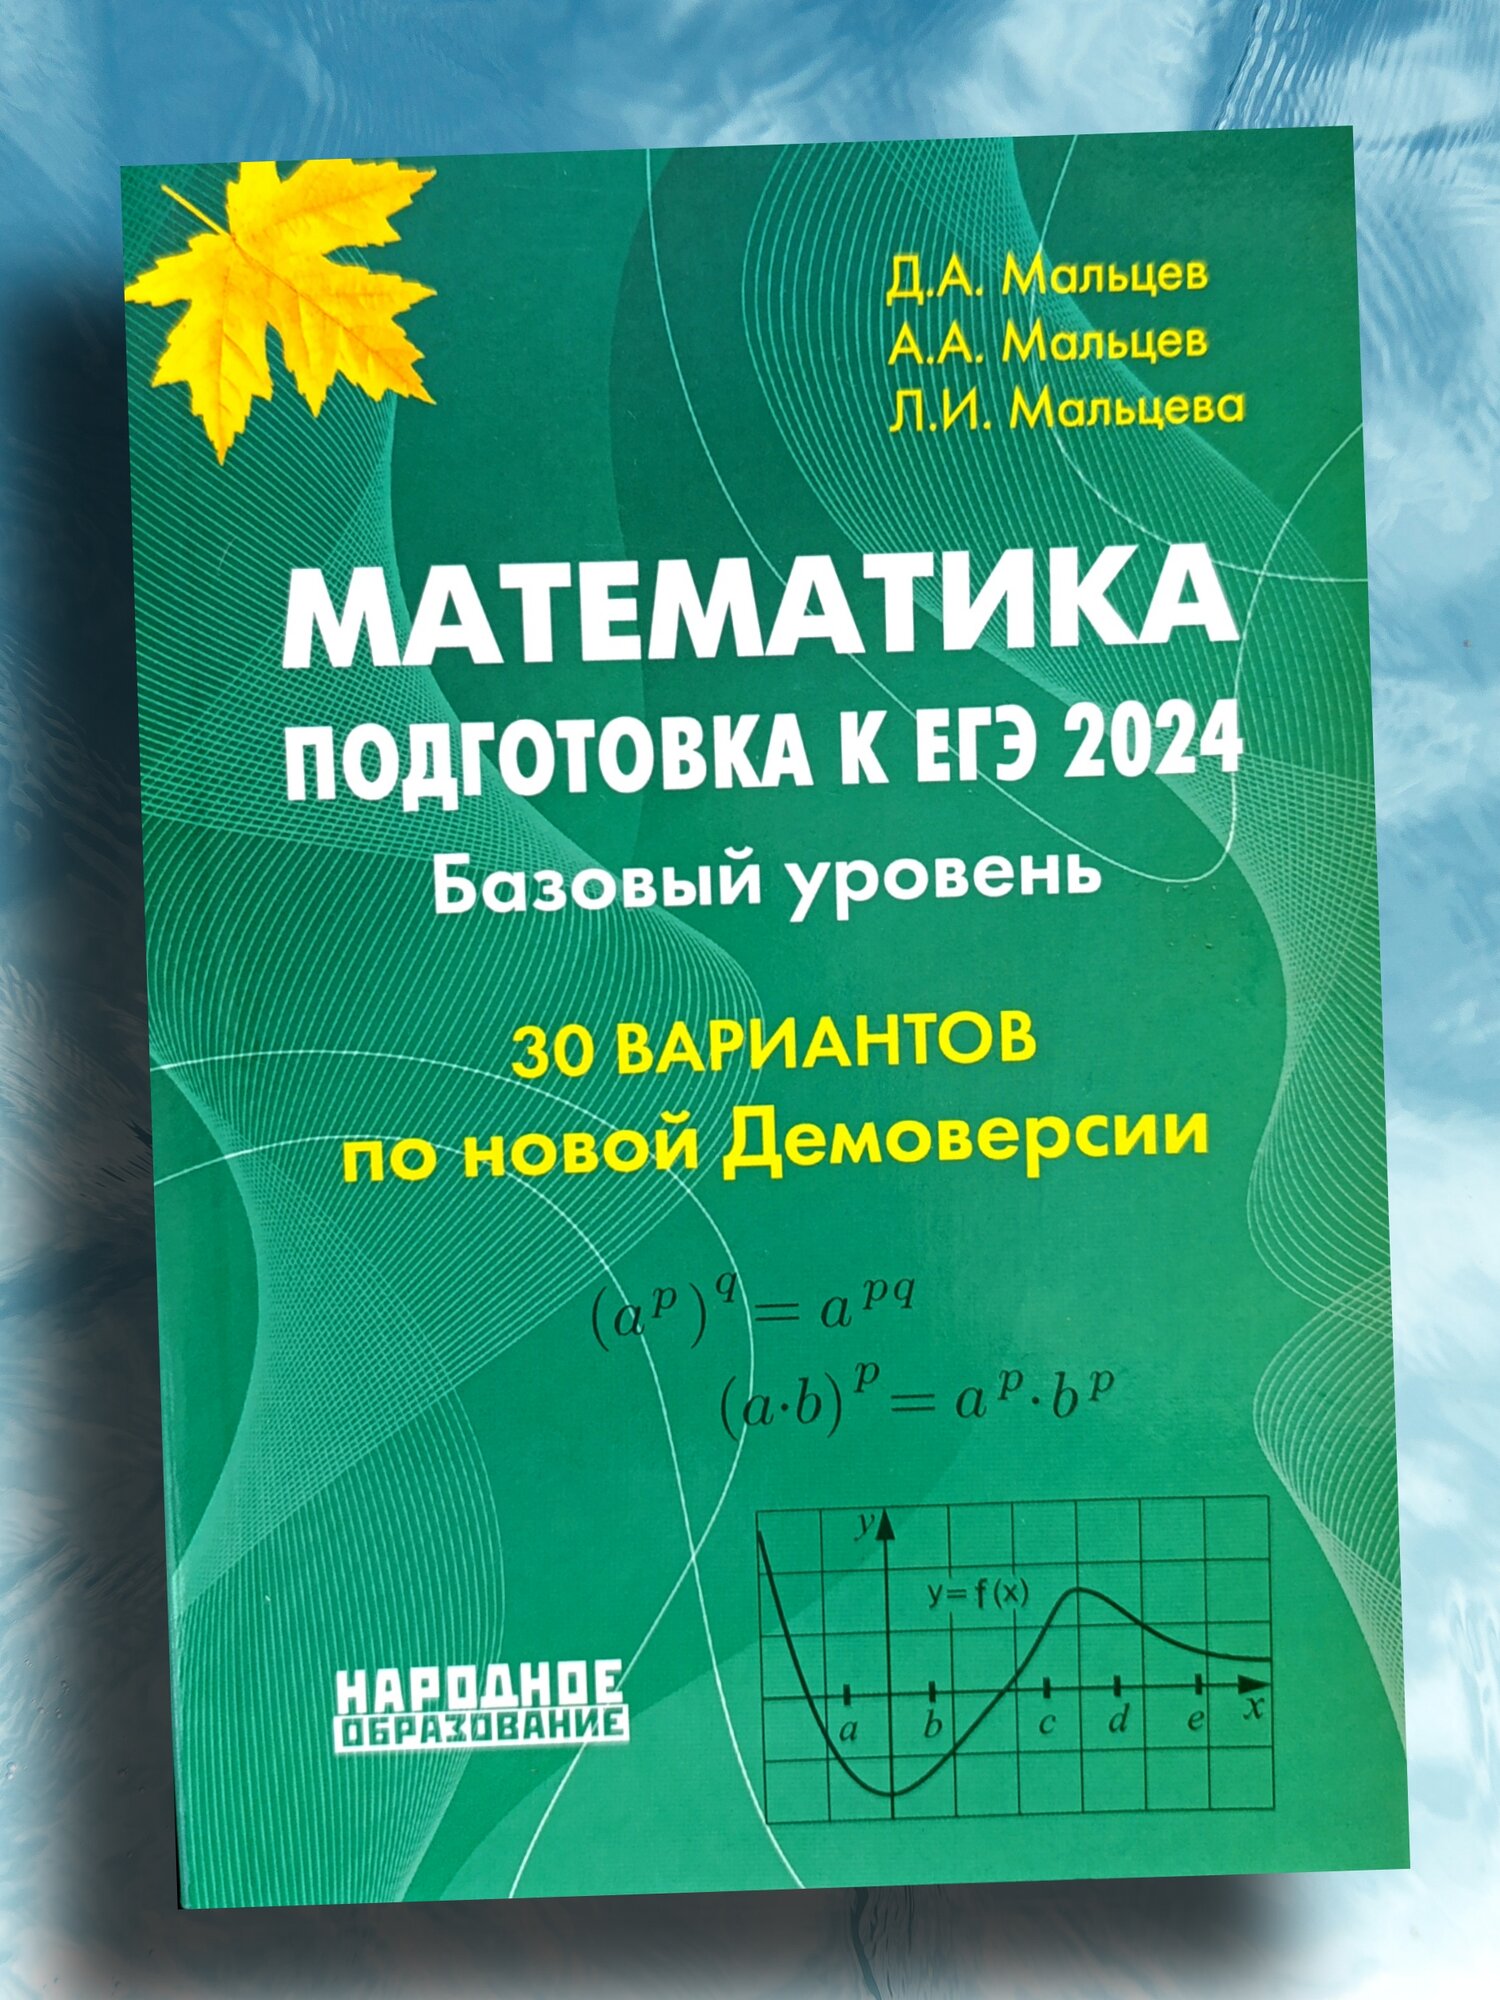 Д.А. Мальцев
А.А. Мальцев
Л.И. Мальцева
МАТЕМАТИКА
ПОДГОТОВКА К ЕГЭ 2024
Базовый уровень
30 ВАРИАНТОВ
по новой Демоверсии
(a^p)^q = a^{pq}
(a·b)^p = a^p·b^p
y
y=f(x)
a b c d e x
НАРОДНОЕ
ОБРАЗОВАНИЕ